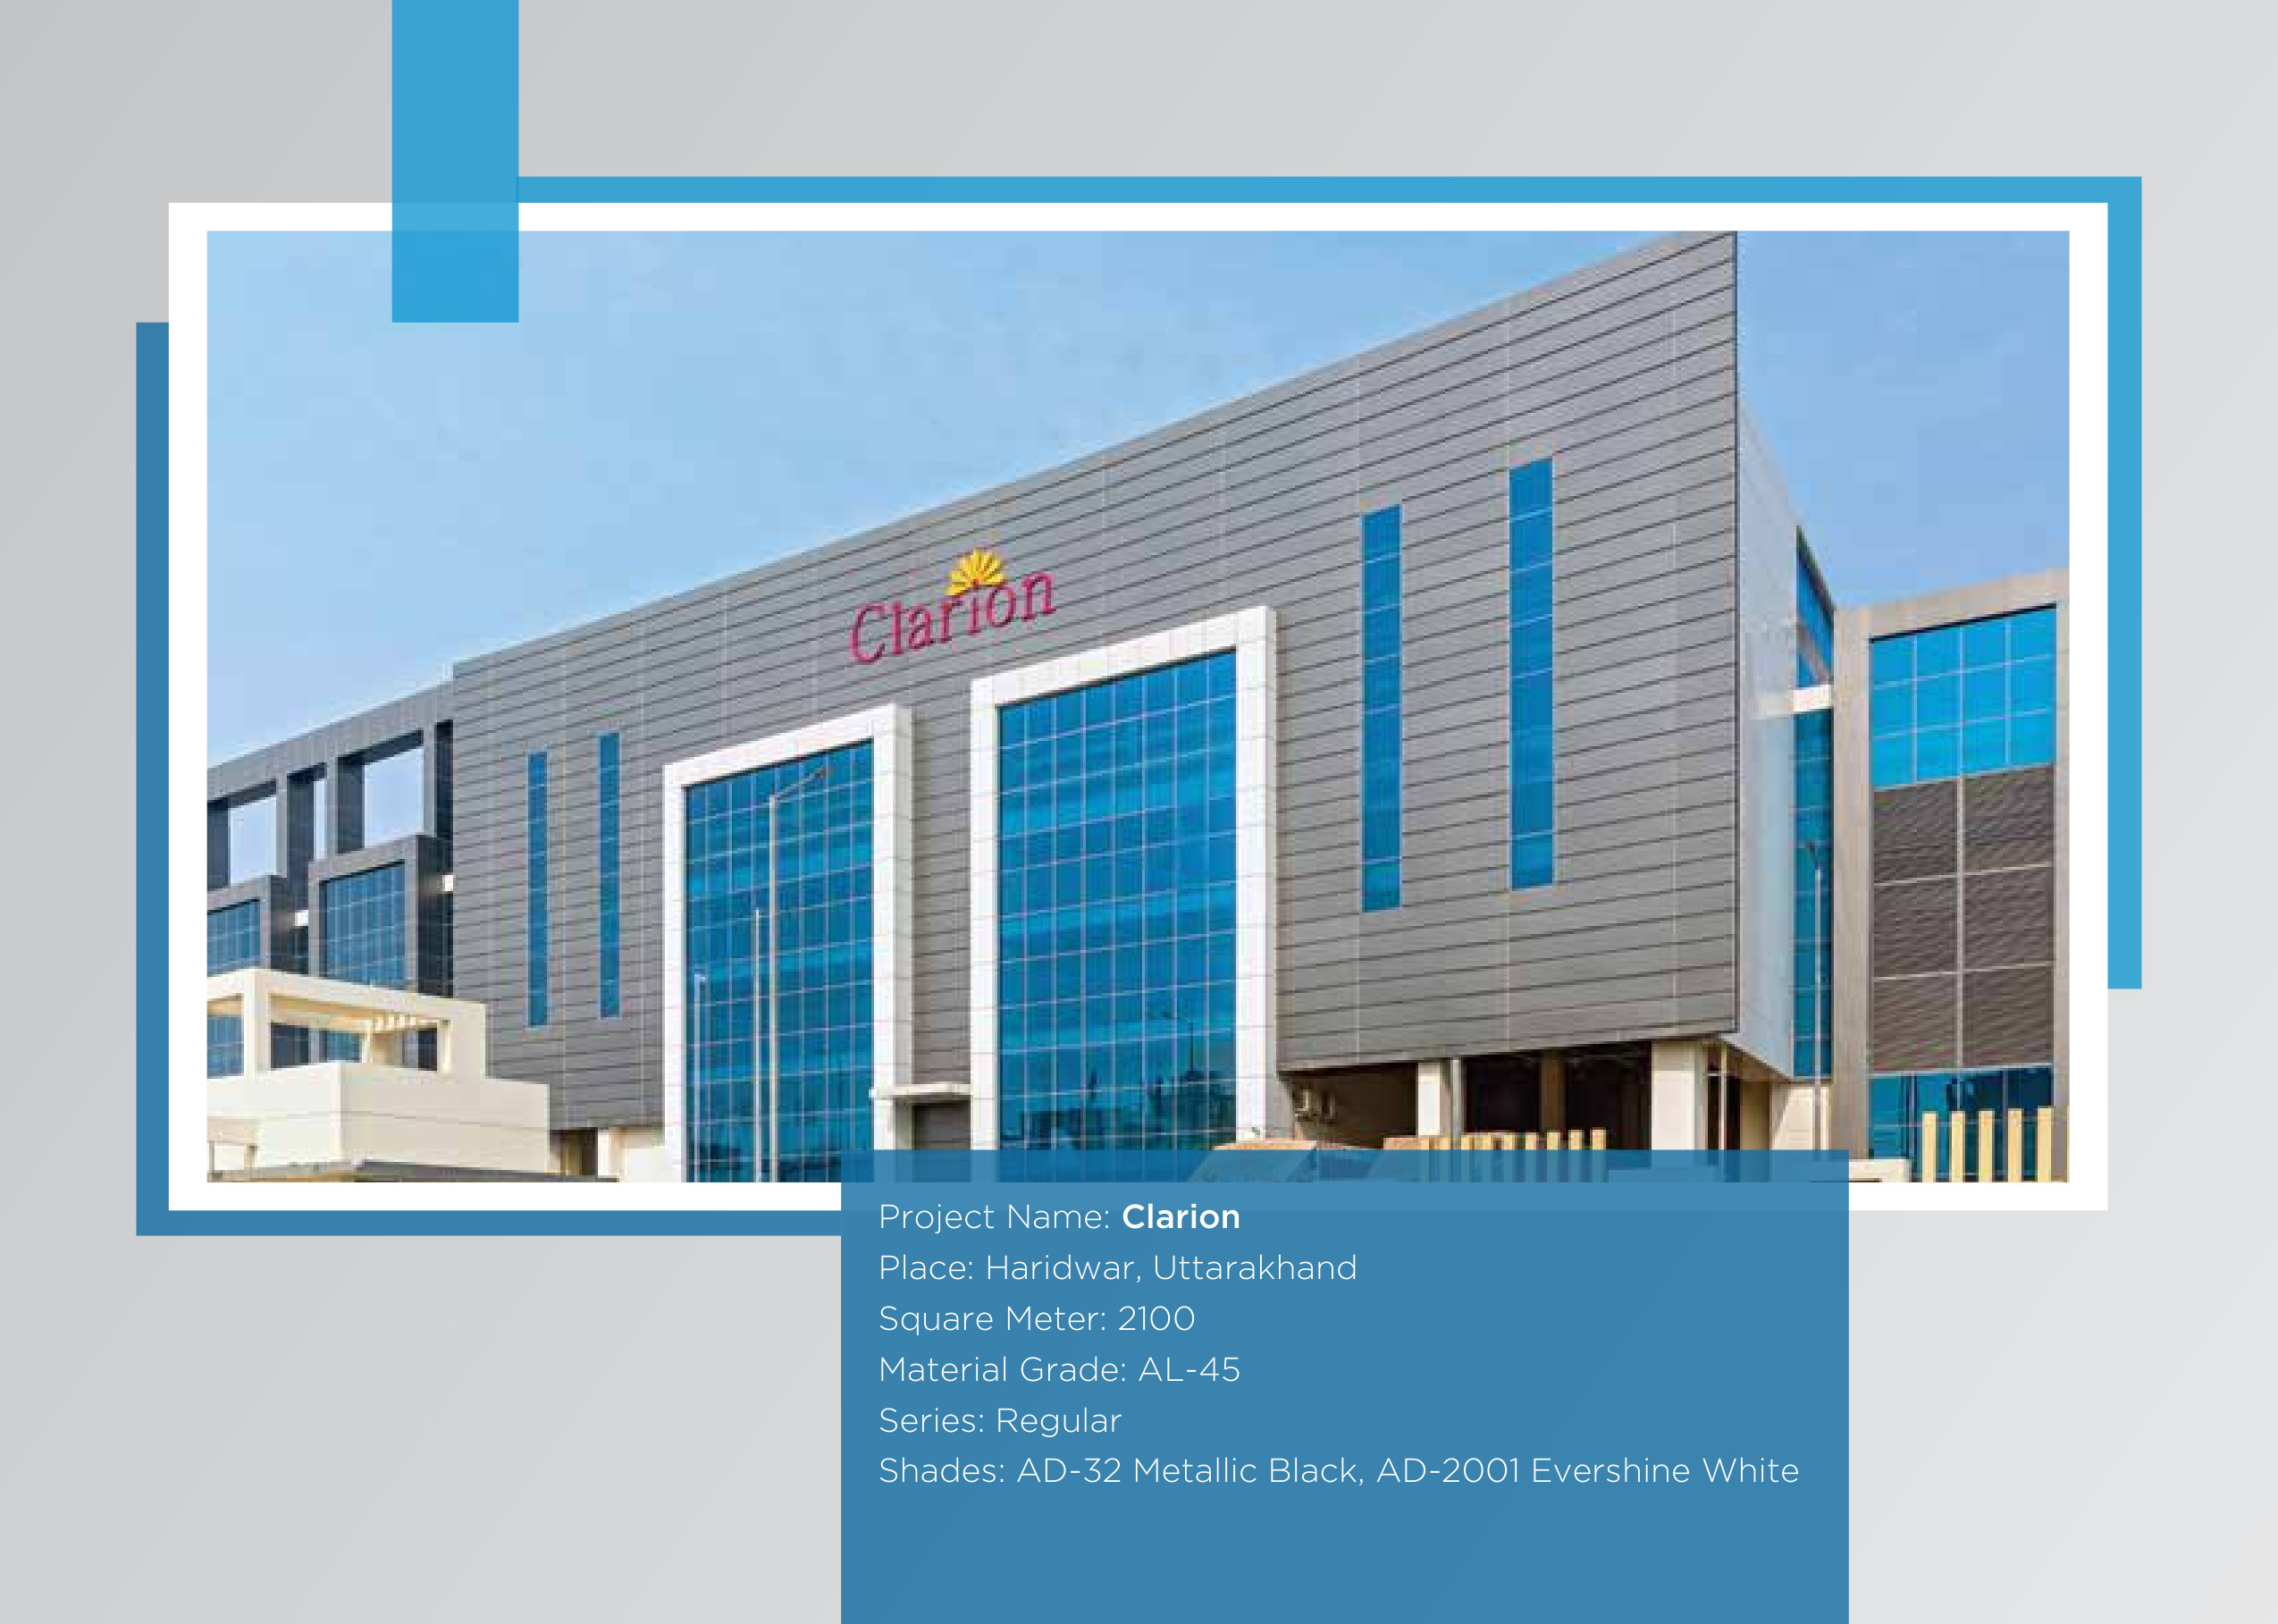 Clarion
Project Name: Clarion
Place: Haridwar, Uttarakhand
Square Meter: 2100
Material Grade: AL-45
Series: Regular
Shades: AD-32 Metallic Black, AD-2001 Evershine White